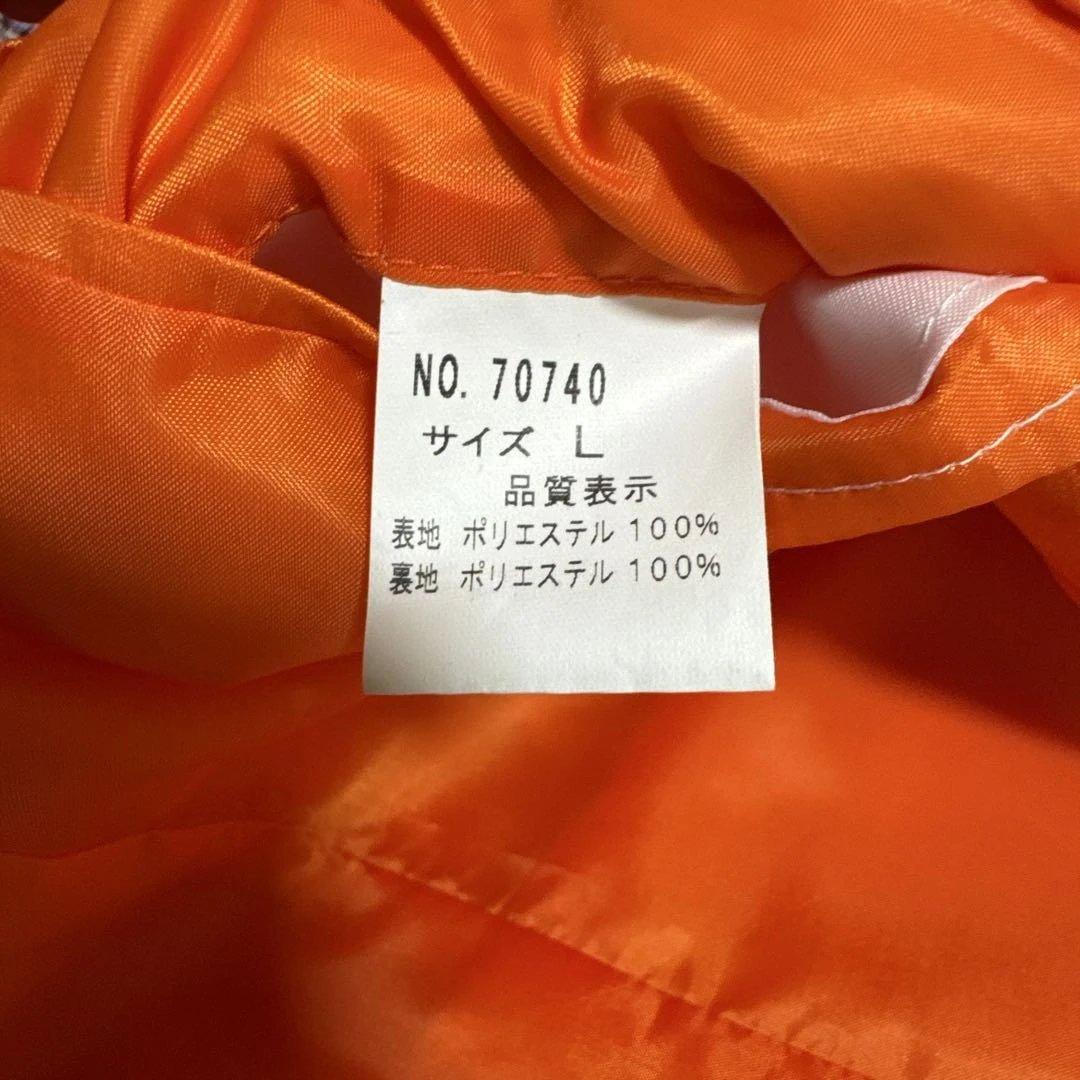 NO. 70740
サイズ L
品質表示
表地 ポリエステル 100%
裏地 ポリエステル 100%